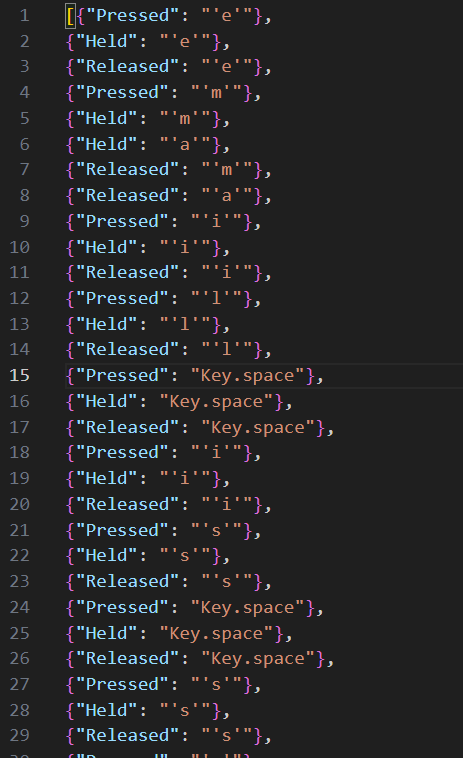 1 [{"Pressed": "'e'"},
2 {"Held": "'e'"},
3 {"Released": "'e'"},
4 {"Pressed": "'m'"},
5 {"Held": "'m'"},
6 {"Held": "'a'"},
7 {"Released": "'m'"},
8 {"Released": "'a'"},
9 {"Pressed": "'i'"},
10 {"Held": "'i'"},
11 {"Released": "'i'"},
12 {"Pressed": "'l'"},
13 {"Held": "'l'"},
14 {"Released": "'l'"},
15 {"Pressed": "Key.space"},
16 {"Held": "Key.space"},
17 {"Released": "Key.space"},
18 {"Pressed": "'i'"},
19 {"Held": "'i'"},
20 {"Released": "'i'"},
21 {"Pressed": "'s'"},
22 {"Held": "'s'"},
23 {"Released": "'s'"},
24 {"Pressed": "Key.space"},
25 {"Held": "Key.space"},
26 {"Released": "Key.space"},
27 {"Pressed": "'s'"},
28 {"Held": "'s'"},
29 {"Released": "'s'"},